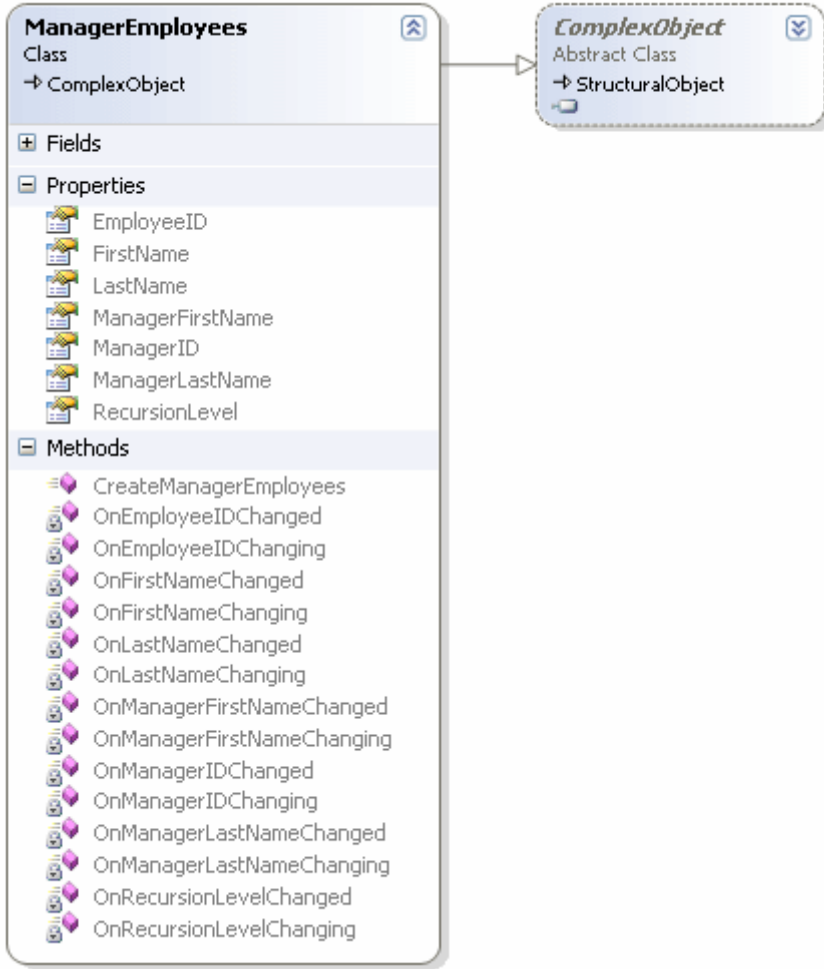 ManagerEmployees
Class
ComplexObject
Fields
Properties
EmployeeID
FirstName
LastName
ManagerFirstName
ManagerID
ManagerLastName
RecursionLevel
Methods
CreateManagerEmployees
OnEmployeeIDChanged
OnEmployeeIDChanging
OnFirstNameChanged
OnFirstNameChanging
OnLastNameChanged
OnLastNameChanging
OnManagerFirstNameChanged
OnManagerFirstNameChanging
OnManagerIDChanged
OnManagerIDChanging
OnManagerLastNameChanged
OnManagerLastNameChanging
OnRecursionLevelChanged
OnRecursionLevelChanging
ComplexObject
Abstract Class
StructuralObject